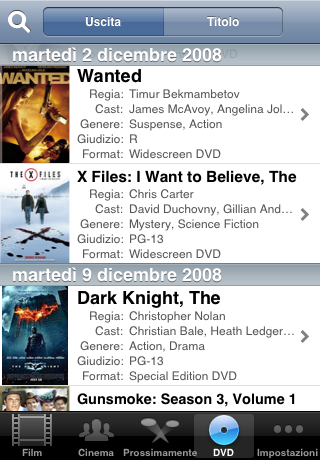 Uscita Titolo
martedì 2 dicembre 2008
WANTED
Wanted
Regia: Timur Bekmambetov
Cast: James McAvoy, Angelina Jol...
Genere: Suspense, Action
Giudizio: R
Format: Widescreen DVD
THE X FILES
X Files: I Want to Believe, The
Regia: Chris Carter
Cast: David Duchovny, Gillian And...
Genere: Mystery, Science Fiction
Giudizio: PG-13
Format: Widescreen DVD
martedì 9 dicembre 2008
Dark Knight, The
Regia: Christopher Nolan
Cast: Christian Bale, Heath Ledger...
Genere: Action, Drama
Giudizio: PG-13
Format: Special Edition DVD
Gunsmoke: Season 3, Volume 1
Film Cinema Prossimamente DVD Impostazioni